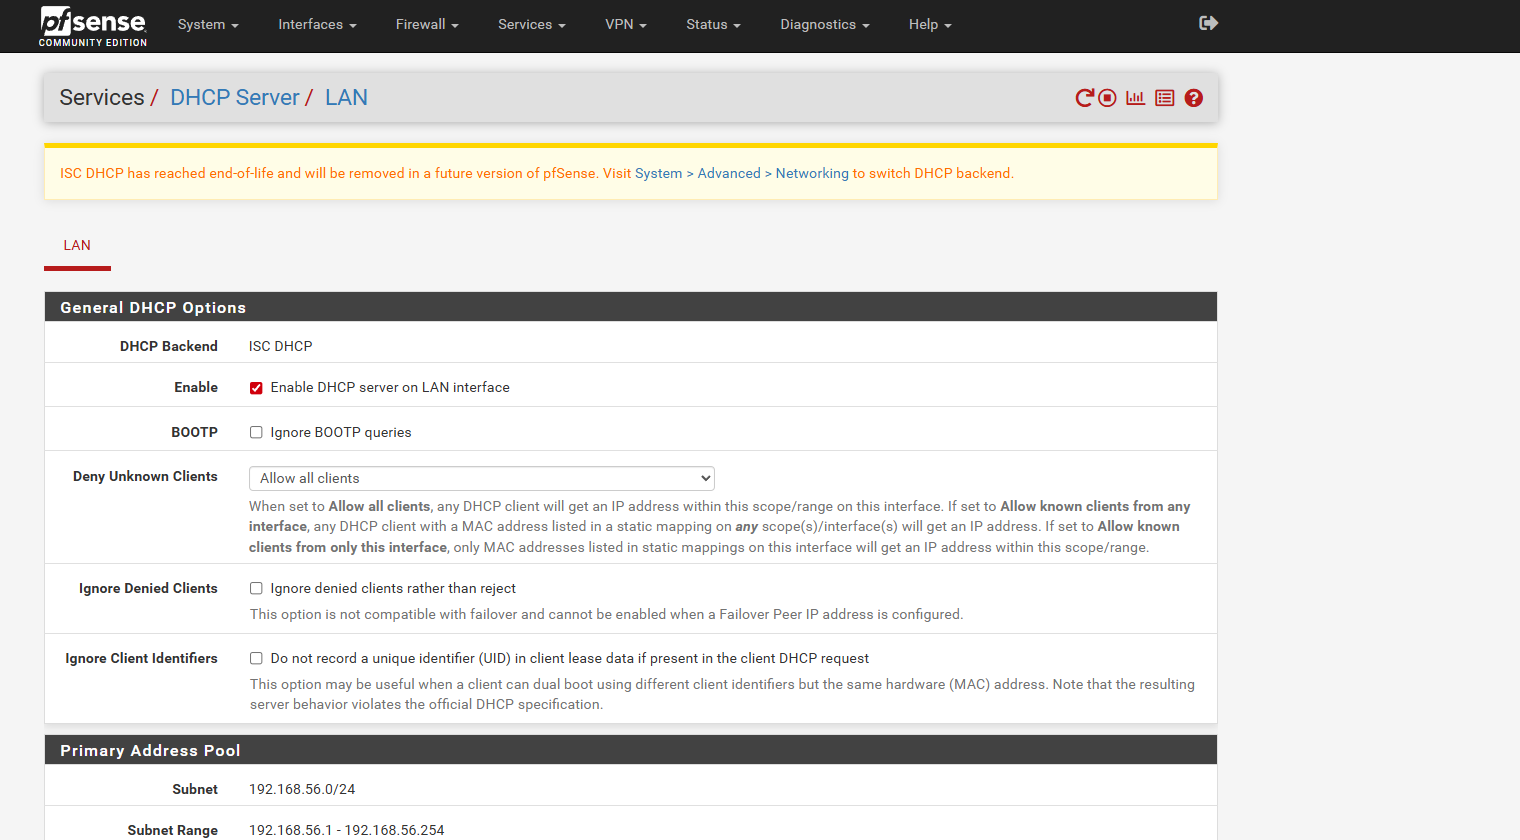 pfsense
COMMUNITY EDITION
System
Interfaces
Firewall
Services
VPN
Status
Diagnostics
Help
Services / DHCP Server / LAN
ISC DHCP has reached end-of-life and will be removed in a future version of pfSense. Visit System > Advanced > Networking to switch DHCP backend.
LAN
General DHCP Options
DHCP Backend ISC DHCP
Enable Enable DHCP server on LAN interface
BOOTP Ignore BOOTP queries
Deny Unknown Clients Allow all clients
When set to Allow all clients, any DHCP client will get an IP address within this scope/range on this interface. If set to Allow known clients from any
interface, any DHCP client with a MAC address listed in a static mapping on any scope(s)/interface(s) will get an IP address. If set to Allow known
clients from only this interface, only MAC addresses listed in static mappings on this interface will get an IP address within this scope/range.
Ignore Denied Clients Ignore denied clients rather than reject
This option is not compatible with failover and cannot be enabled when a Failover Peer IP address is configured.
Ignore Client Identifiers Do not record a unique identifier (UID) in client lease data if present in the client DHCP request
This option may be useful when a client can dual boot using different client identifiers but the same hardware (MAC) address. Note that the resulting
server behavior violates the official DHCP specification.
Primary Address Pool
Subnet 192.168.56.0/24
Subnet Range 192.168.56.1 - 192.168.56.254